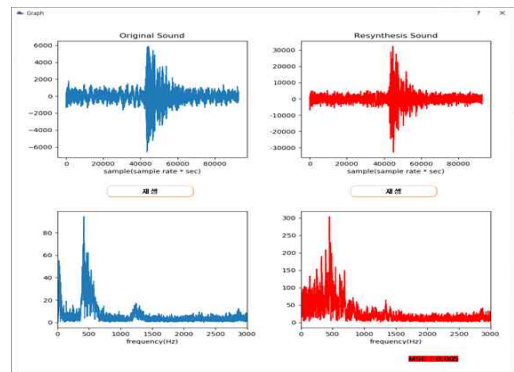 Graph
? ×
Original Sound
Resynthesis Sound
6000
4000
2000
0
−2000
−4000
−6000
0 20000 40000 60000 80000
sample(sample rate * sec)
30000
20000
10000
0
−10000
−20000
−30000
0 20000 40000 60000 80000
sample(sample rate * sec)
재생
재생
80
60
40
20
0
0 500 1000 1500 2000 2500 3000
frequency(Hz)
300
250
200
150
100
50
0
0 500 1000 1500 2000 2500 3000
frequency(Hz)